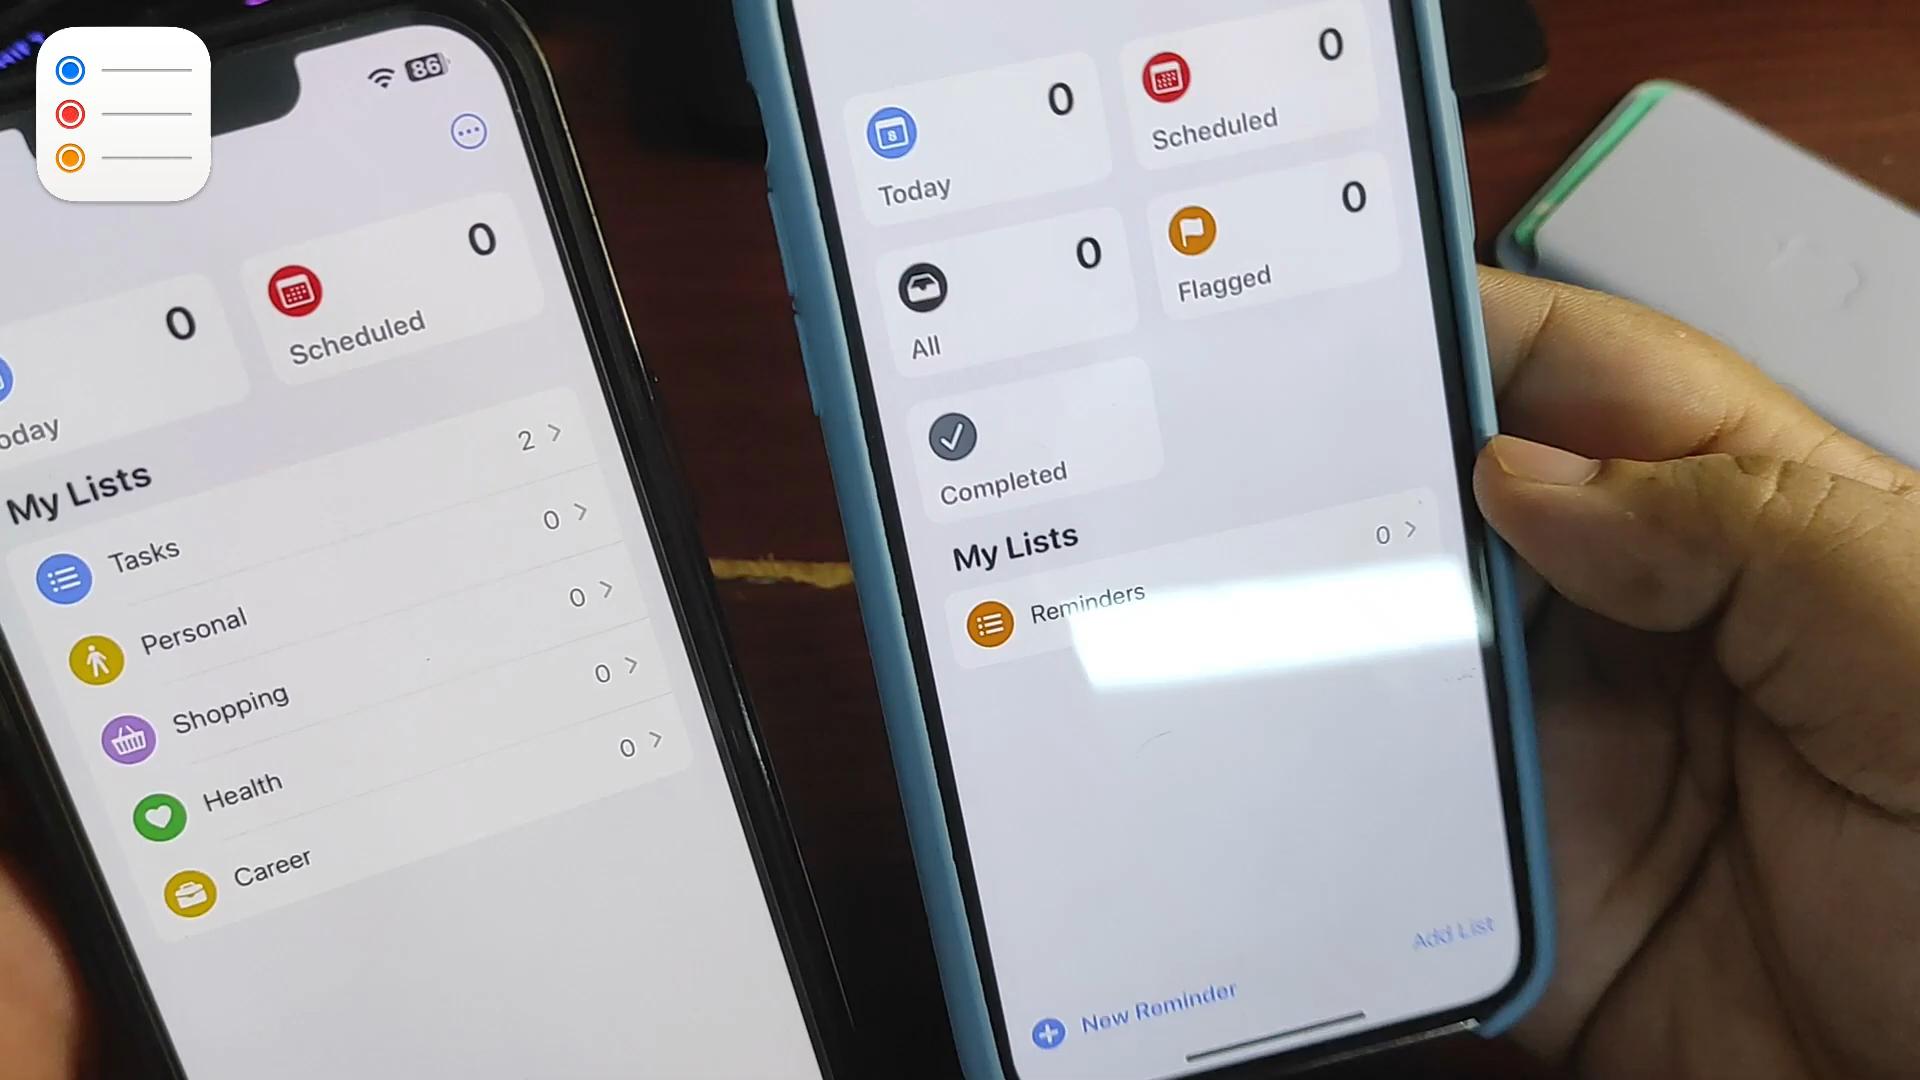 86
0
Scheduled
0
oday
My Lists
Tasks
2
Personal
0
Shopping
0
Health
0
Career
0
0
Today
0
Scheduled
0
All
0
Flagged
Completed
My Lists
Reminders
0
Add List
New Reminder